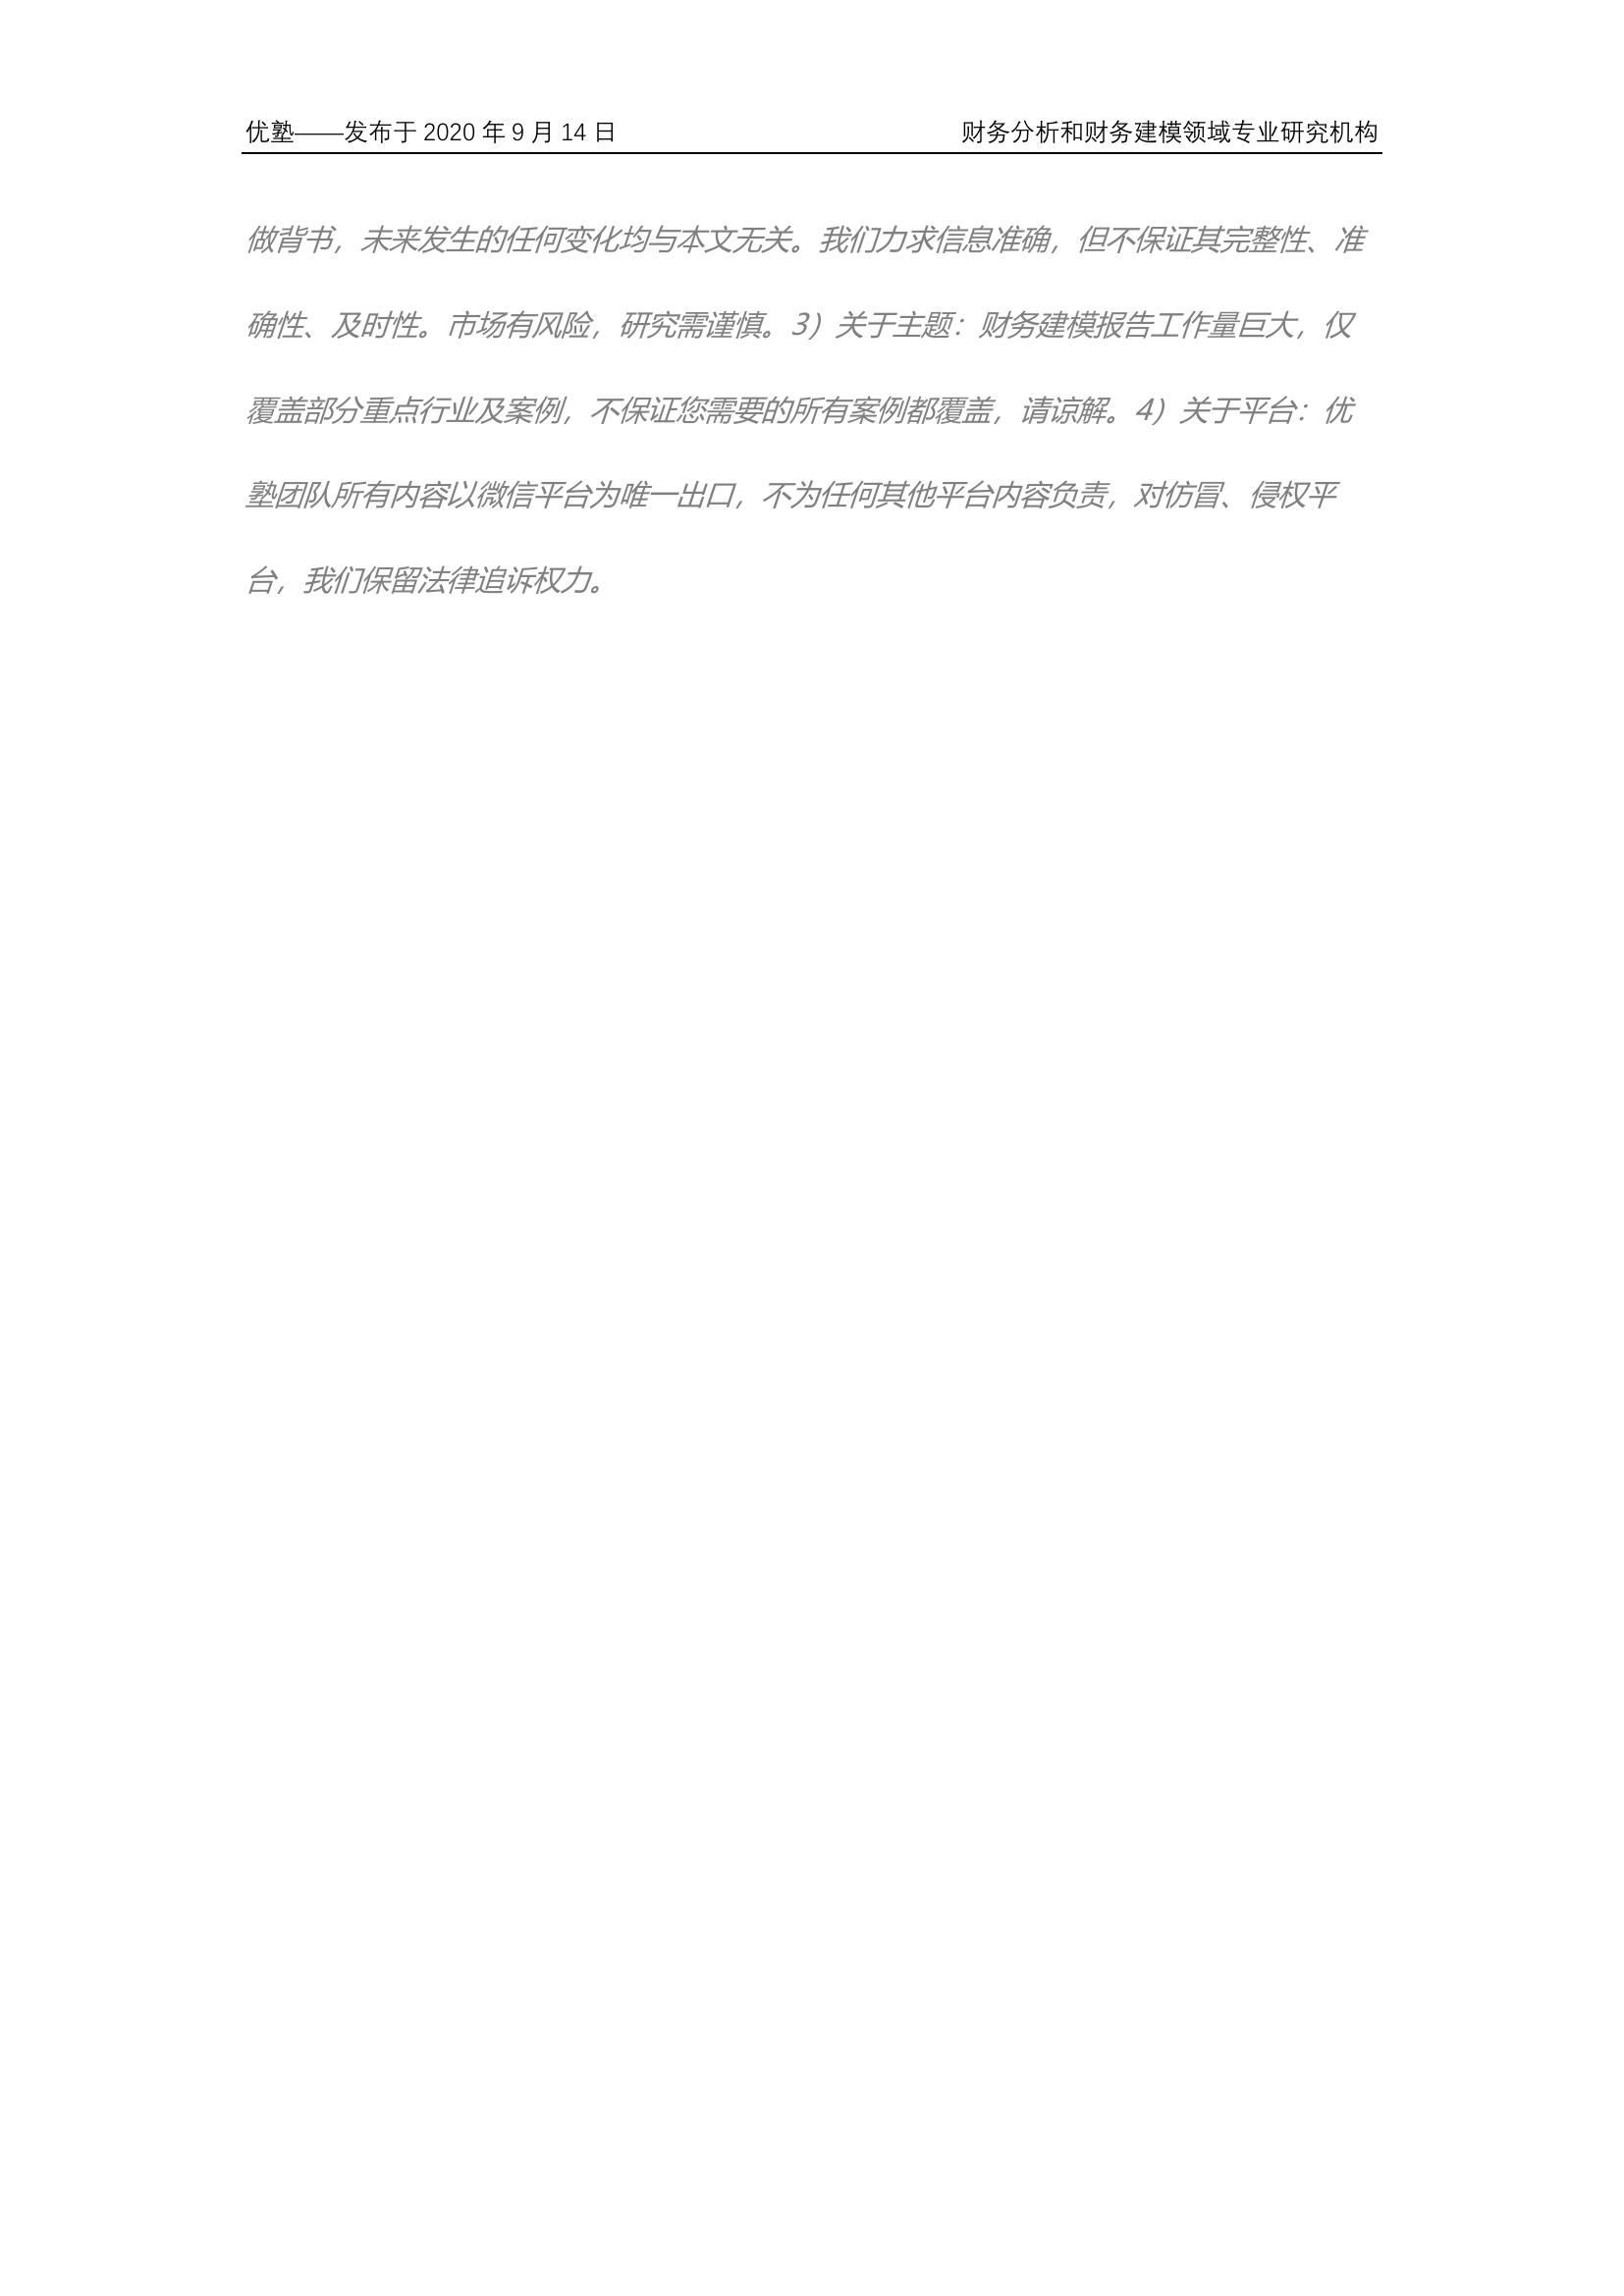 优塾——发布于 2020 年 9 月 14 日 财务分析和财务建模领域专业研究机构
做背书，未来发生的任何变化均与本文无关。我们力求信息准确，但不保证其完整性、准
确性、及时性。市场有风险，研究需谨慎。3）关于主题：财务建模报告工作量巨大，仅
覆盖部分重点行业及案例，不保证您需要的所有案例都覆盖，请谅解。4）关于平台：优
塾团队所有内容以微信平台为唯一出口，不为任何其他平台内容负责，对仿冒、侵权平
台，我们保留法律追诉权力。